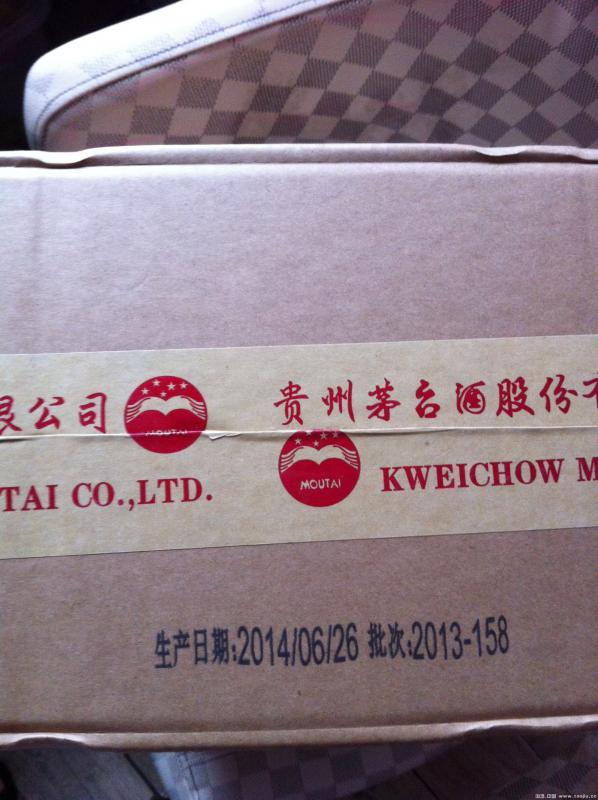 限公司
MOUTAI
贵州茅台酒股份有
TAI CO.,LTD.
MOUTAI
KWEICHOW M
生产日期:2014/06/26 批次:2013-158